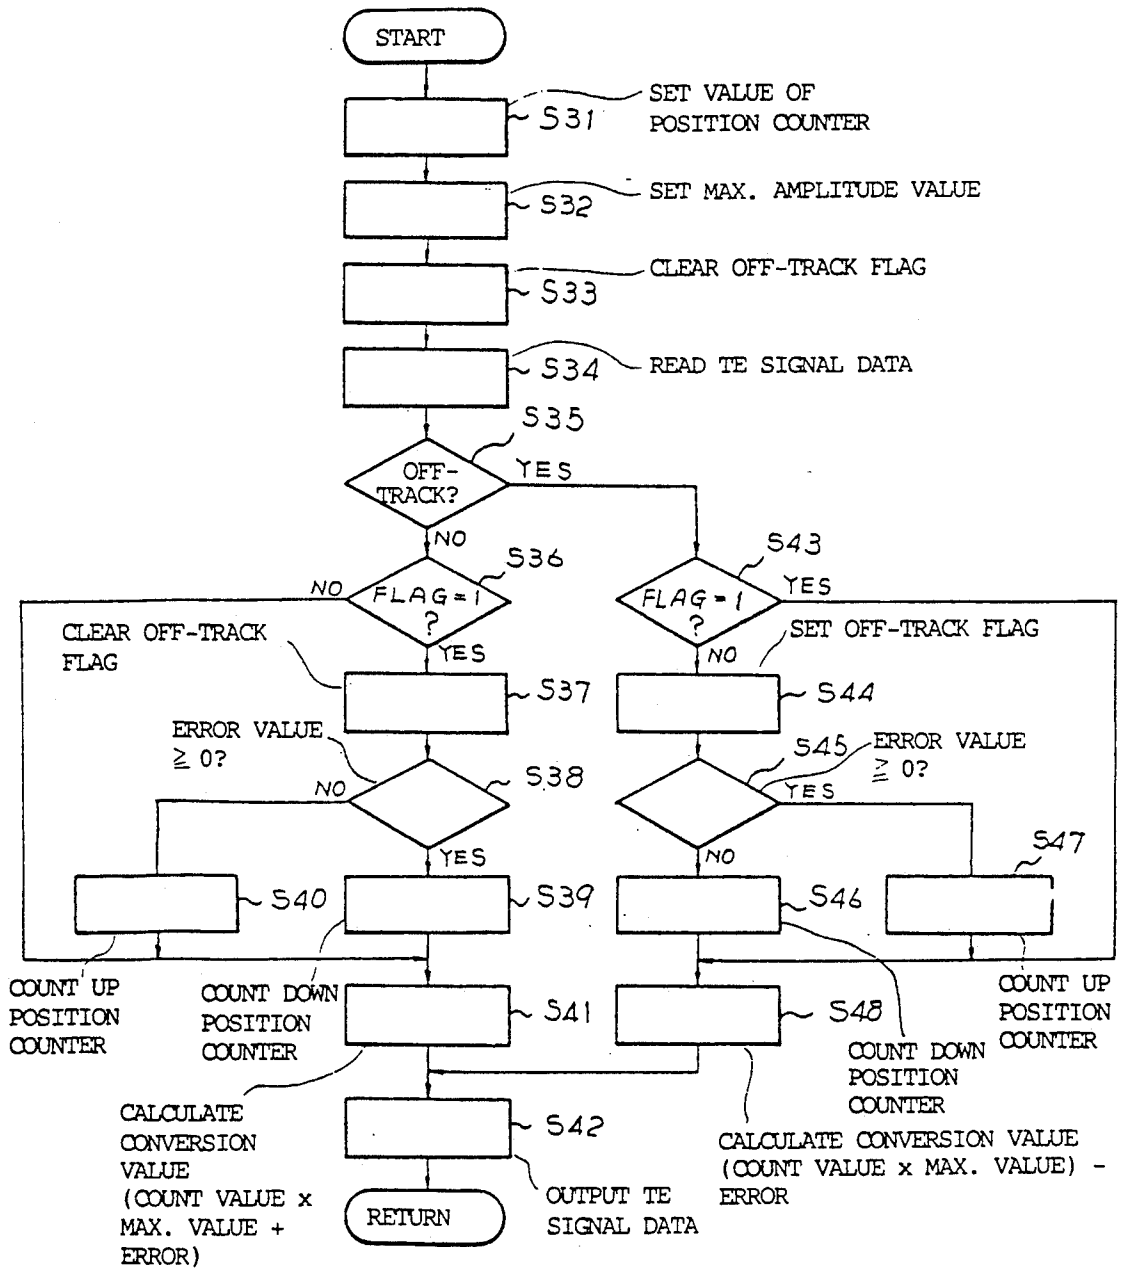 START
SET VALUE OF
POSITION COUNTER
S31
SET MAX. AMPLITUDE VALUE
S32
CLEAR OFF-TRACK FLAG
S33
READ TE SIGNAL DATA
S34
S35
OFF-
TRACK?
YES
NO
S36
S43
NO
FLAG = 1
?
YES
FLAG = 1
?
YES
CLEAR OFF-TRACK
FLAG
SET OFF-TRACK FLAG
NO
S37
S44
ERROR VALUE
≧ 0?
S38
S45
ERROR VALUE
≧ 0?
NO
YES
YES
NO
S47
S40
S39
S46
COUNT UP
POSITION
COUNTER
COUNT DOWN
POSITION
COUNTER
S41
S48
COUNT UP
POSITION
COUNTER
COUNT DOWN
POSITION
COUNTER
CALCULATE
CONVERSION
VALUE
(COUNT VALUE x
MAX. VALUE +
ERROR)
S42
CALCULATE CONVERSION VALUE
(COUNT VALUE x MAX. VALUE) -
ERROR
OUTPUT TE
SIGNAL DATA
RETURN